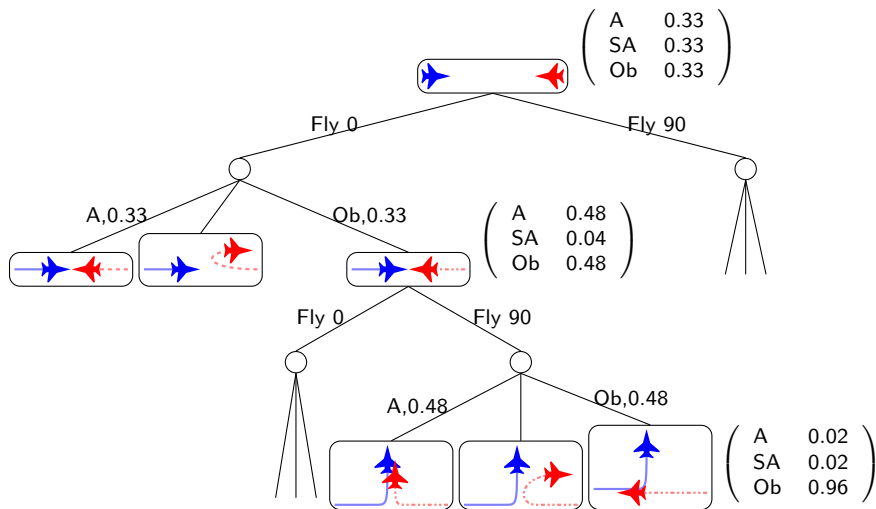 A 0.33
SA 0.33
Ob 0.33
Fly 0
Fly 90
A,0.33
Ob,0.33
A 0.48
SA 0.04
Ob 0.48
Fly 0
Fly 90
A,0.48
Ob,0.48
A 0.02
SA 0.02
Ob 0.96